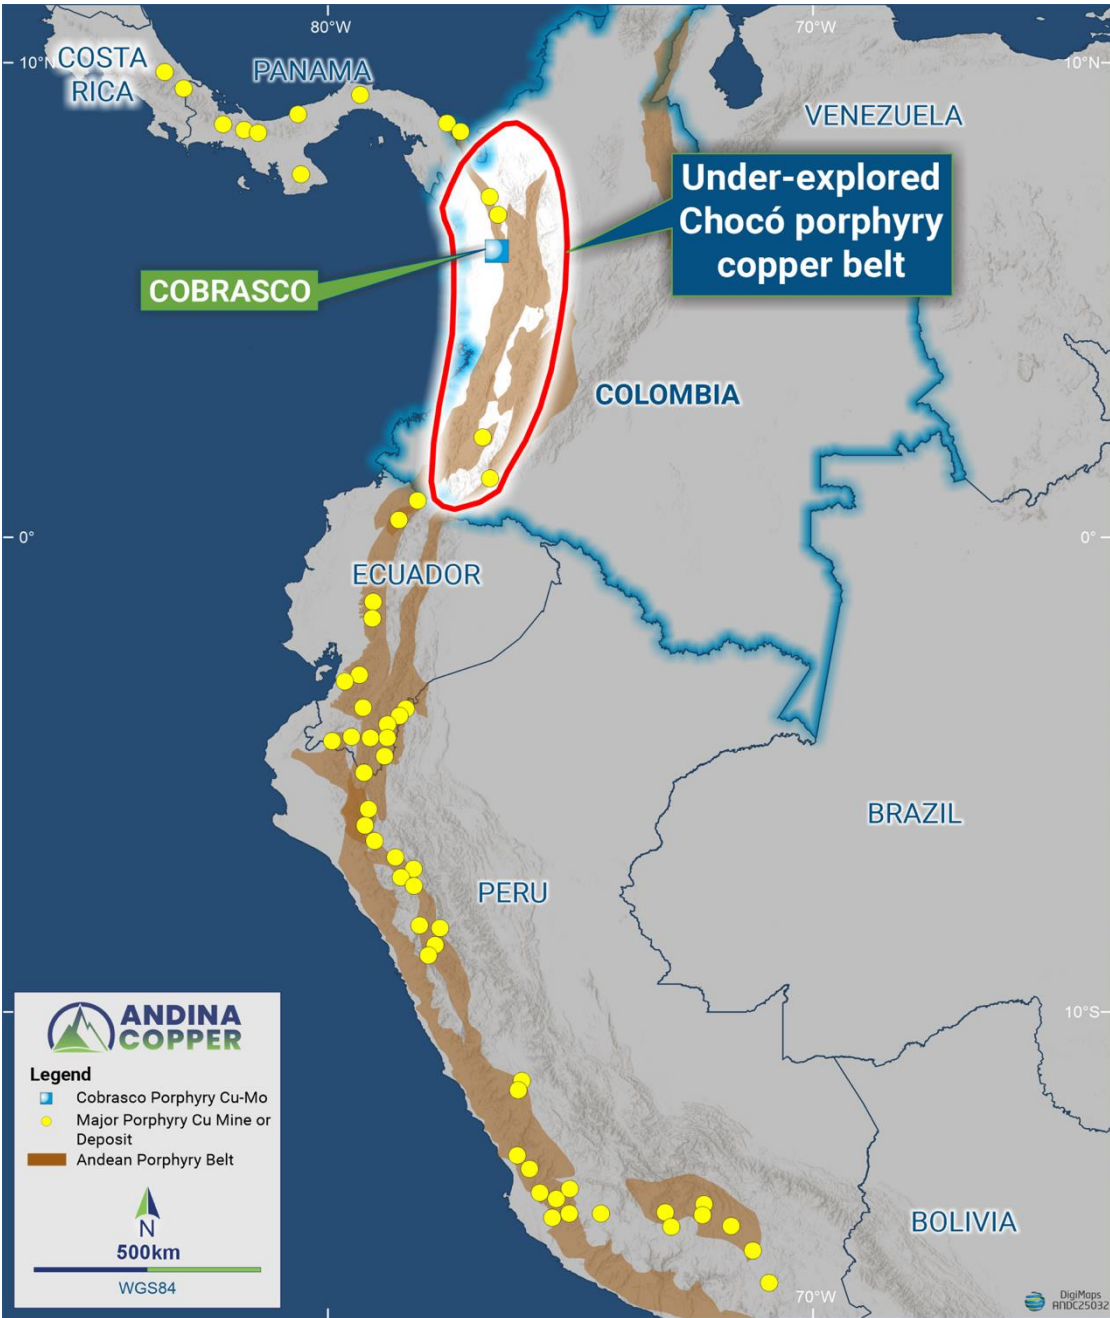 80°W
70°W
10°N
10°N
COSTA
RICA
PANAMA
VENEZUELA
Under-explored
Chocó porphyry
copper belt
COBRASCO
COLOMBIA
0°
0°
ECUADOR
BRAZIL
PERU
10°S
BOLIVIA
70°W
ANDINA
COPPER
Legend
Cobrasco Porphyry Cu-Mo
Major Porphyry Cu Mine or
Deposit
Andean Porphyry Belt
N
500km
WGS84
DigiMaps
ANDC25032